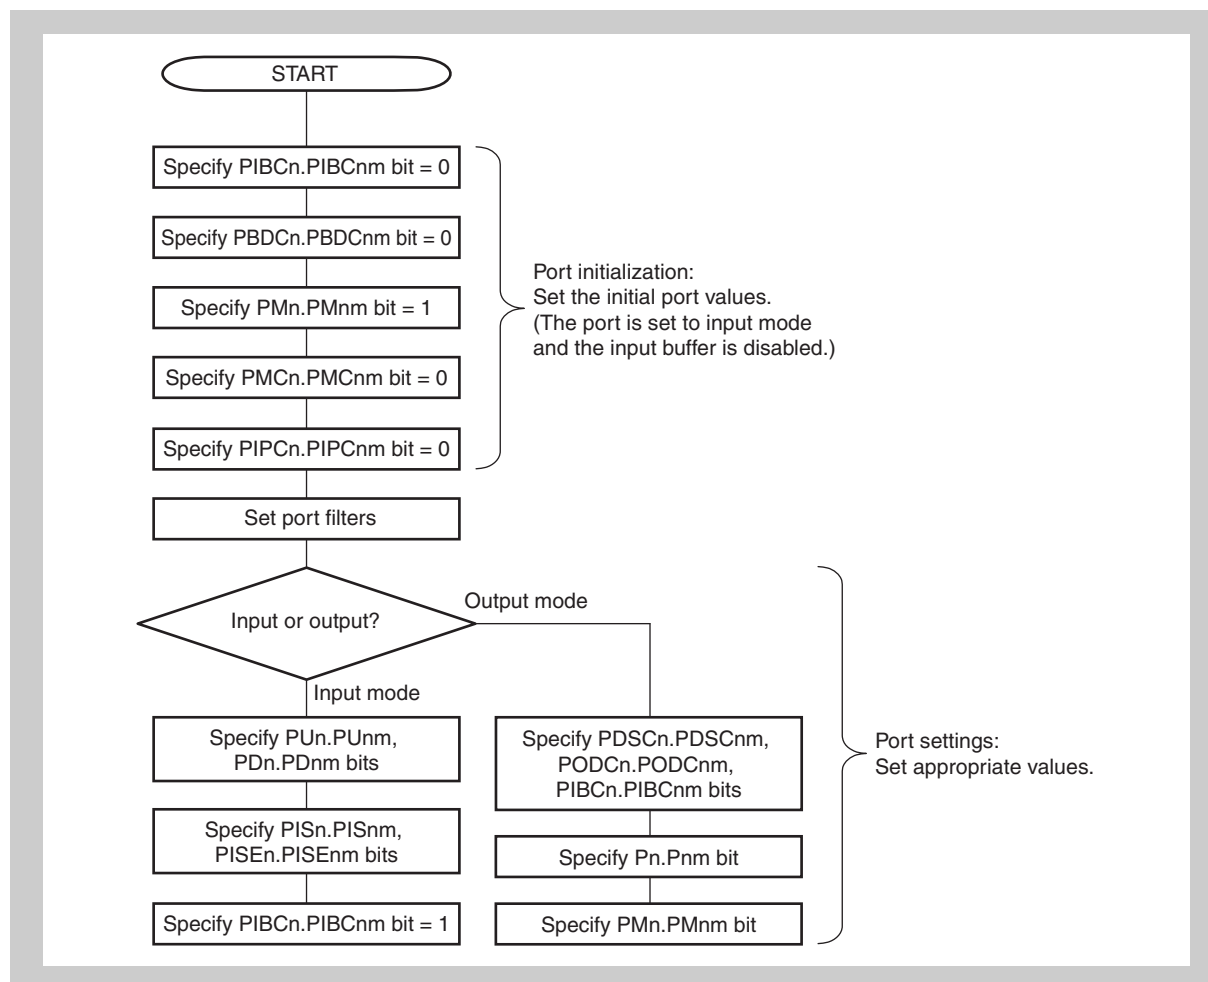 START
Specify PIBCn.PIBCnm bit = 0
Specify PBDCn.PBDCnm bit = 0
Specify PMn.PMnm bit = 1
Specify PMCn.PMCnm bit = 0
Specify PIPCn.PIPCnm bit = 0
Port initialization:
Set the initial port values.
(The port is set to input mode
and the input buffer is disabled.)
Set port filters
Input or output?
Output mode
Input mode
Specify PUn.PUnm,
PDn.PDnm bits
Specify PISn.PISnm,
PISEn.PISEnm bits
Specify PIBCn.PIBCnm bit = 1
Specify PDSCn.PDSCnm,
PODCn.PODCnm,
PIBCn.PIBCnm bits
Specify Pn.Pnm bit
Specify PMn.PMnm bit
Port settings:
Set appropriate values.